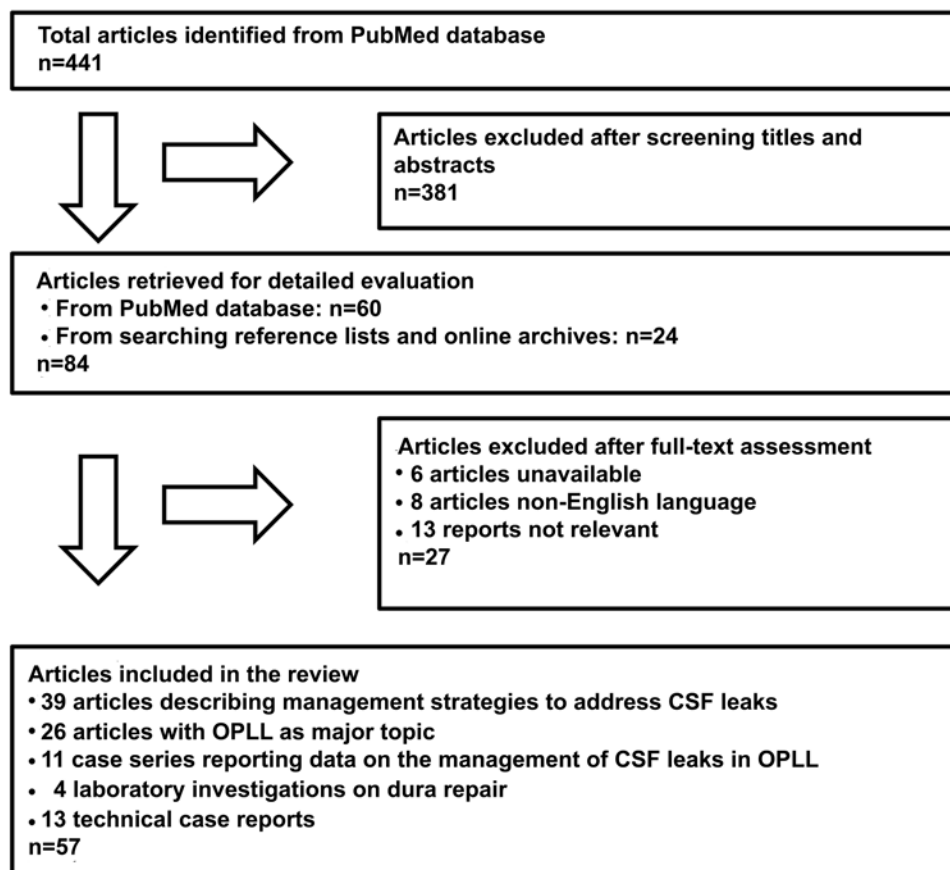 Total articles identified from PubMed database
n=441
Articles excluded after screening titles and
abstracts
n=381
Articles retrieved for detailed evaluation
• From PubMed database: n=60
• From searching reference lists and online archives: n=24
n=84
Articles excluded after full-text assessment
• 6 articles unavailable
• 8 articles non-English language
• 13 reports not relevant
n=27
Articles included in the review
• 39 articles describing management strategies to address CSF leaks
• 26 articles with OPLL as major topic
• 11 case series reporting data on the management of CSF leaks in OPLL
• 4 laboratory investigations on dura repair
• 13 technical case reports
n=57